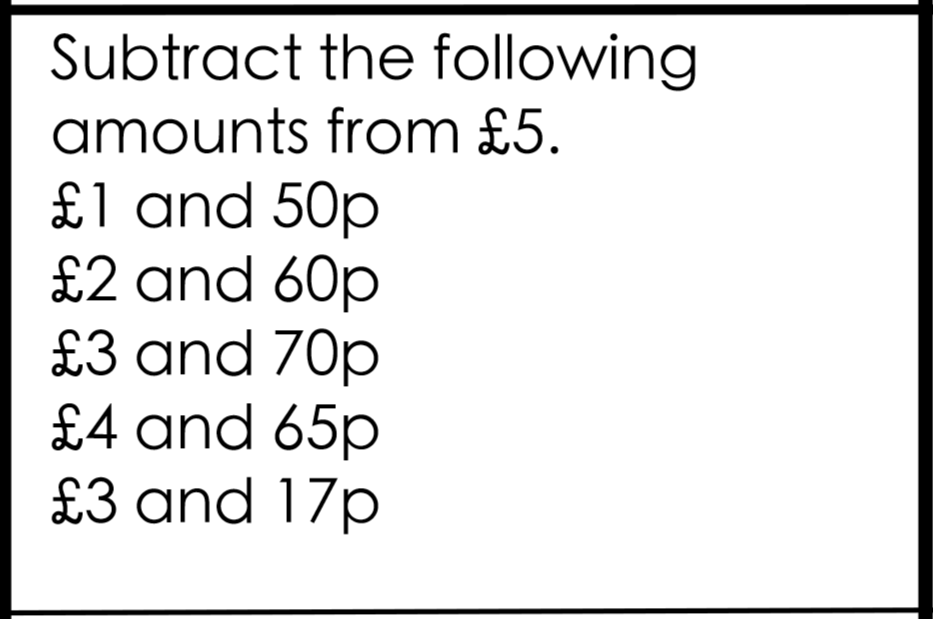 Subtract the following
amounts from £5.
£1 and 50p
£2 and 60p
£3 and 70p
£4 and 65p
£3 and 17p